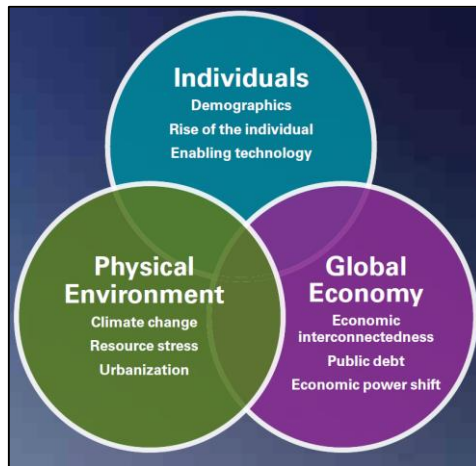 Individuals
Demographics
Rise of the individual
Enabling technology
Physical
Environment
Climate change
Resource stress
Urbanization
Global
Economy
Economic
interconnectedness
Public debt
Economic power shift